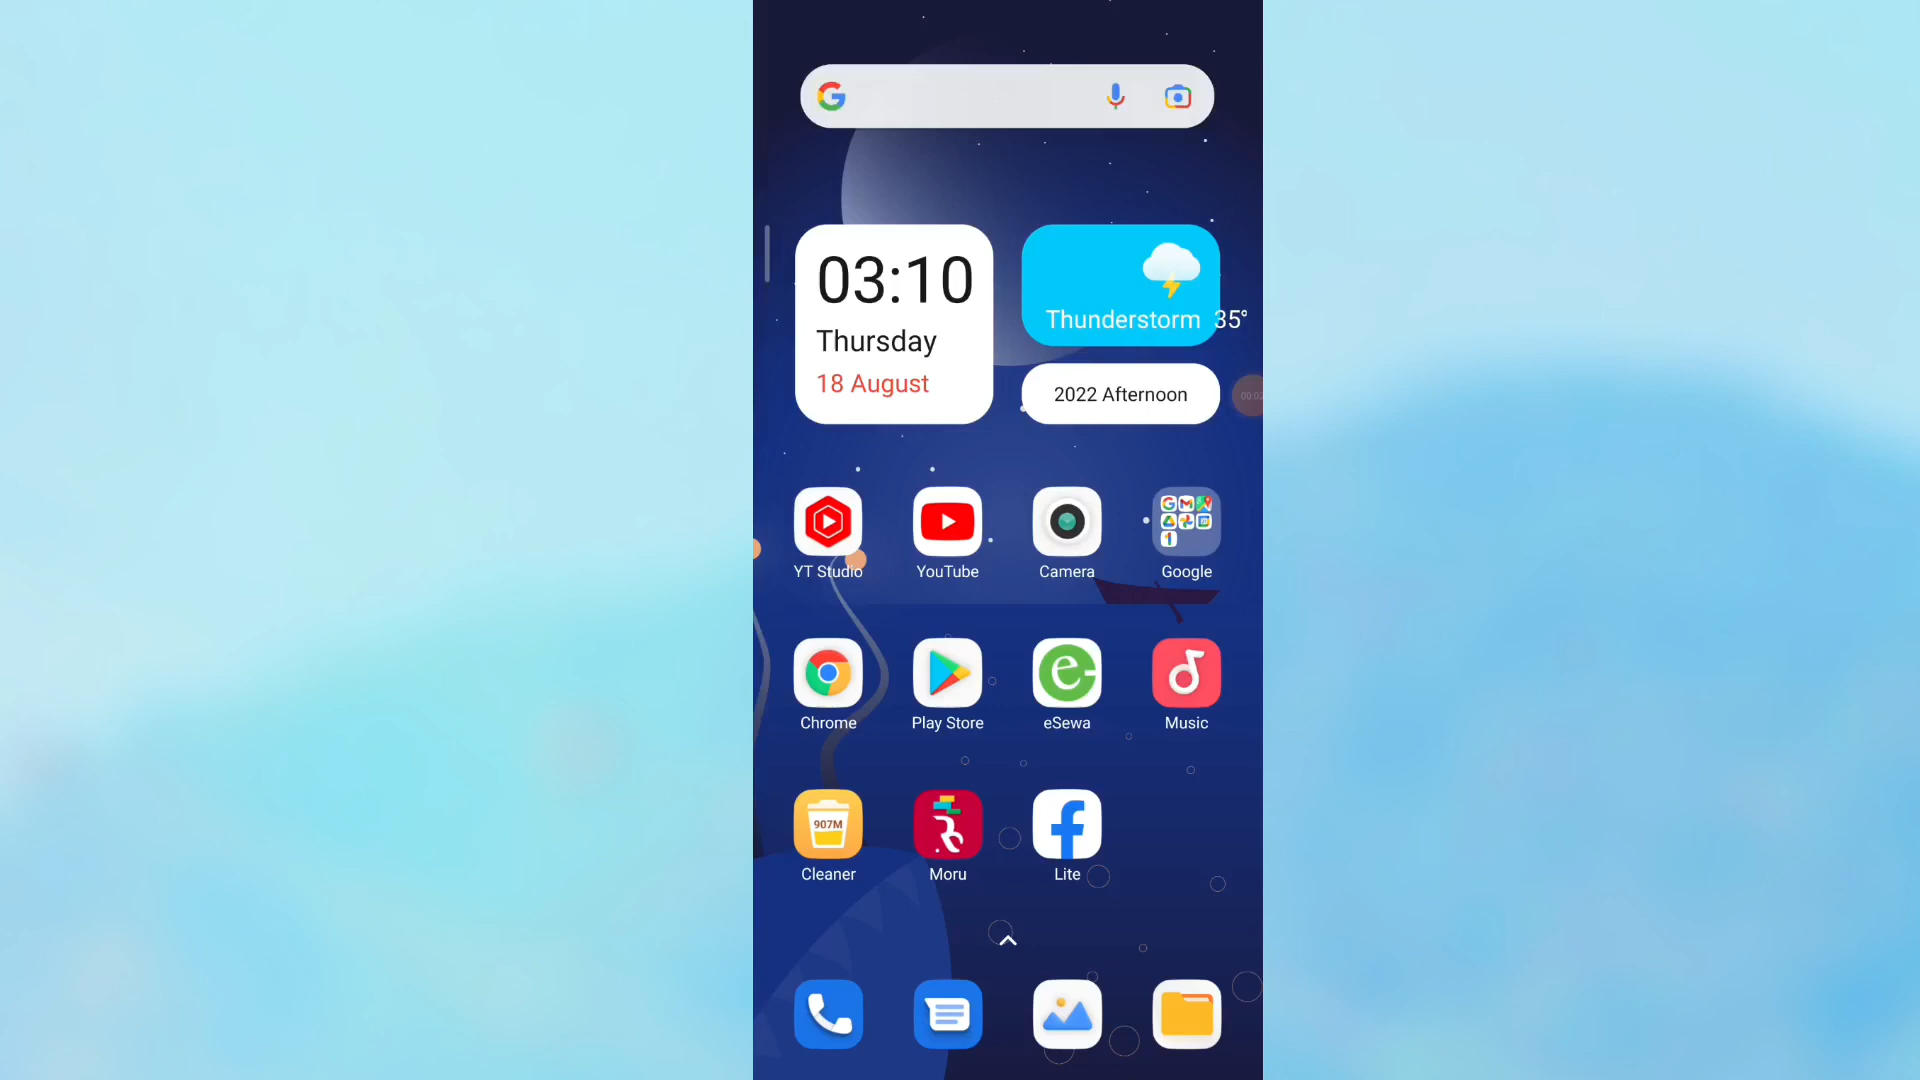 03:10
Thursday
18 August
Thunderstorm 35°
2022 Afternoon
YT Studio
YouTube
Camera
Google
Chrome
Play Store
eSewa
Music
907M
Cleaner
Moru
Lite